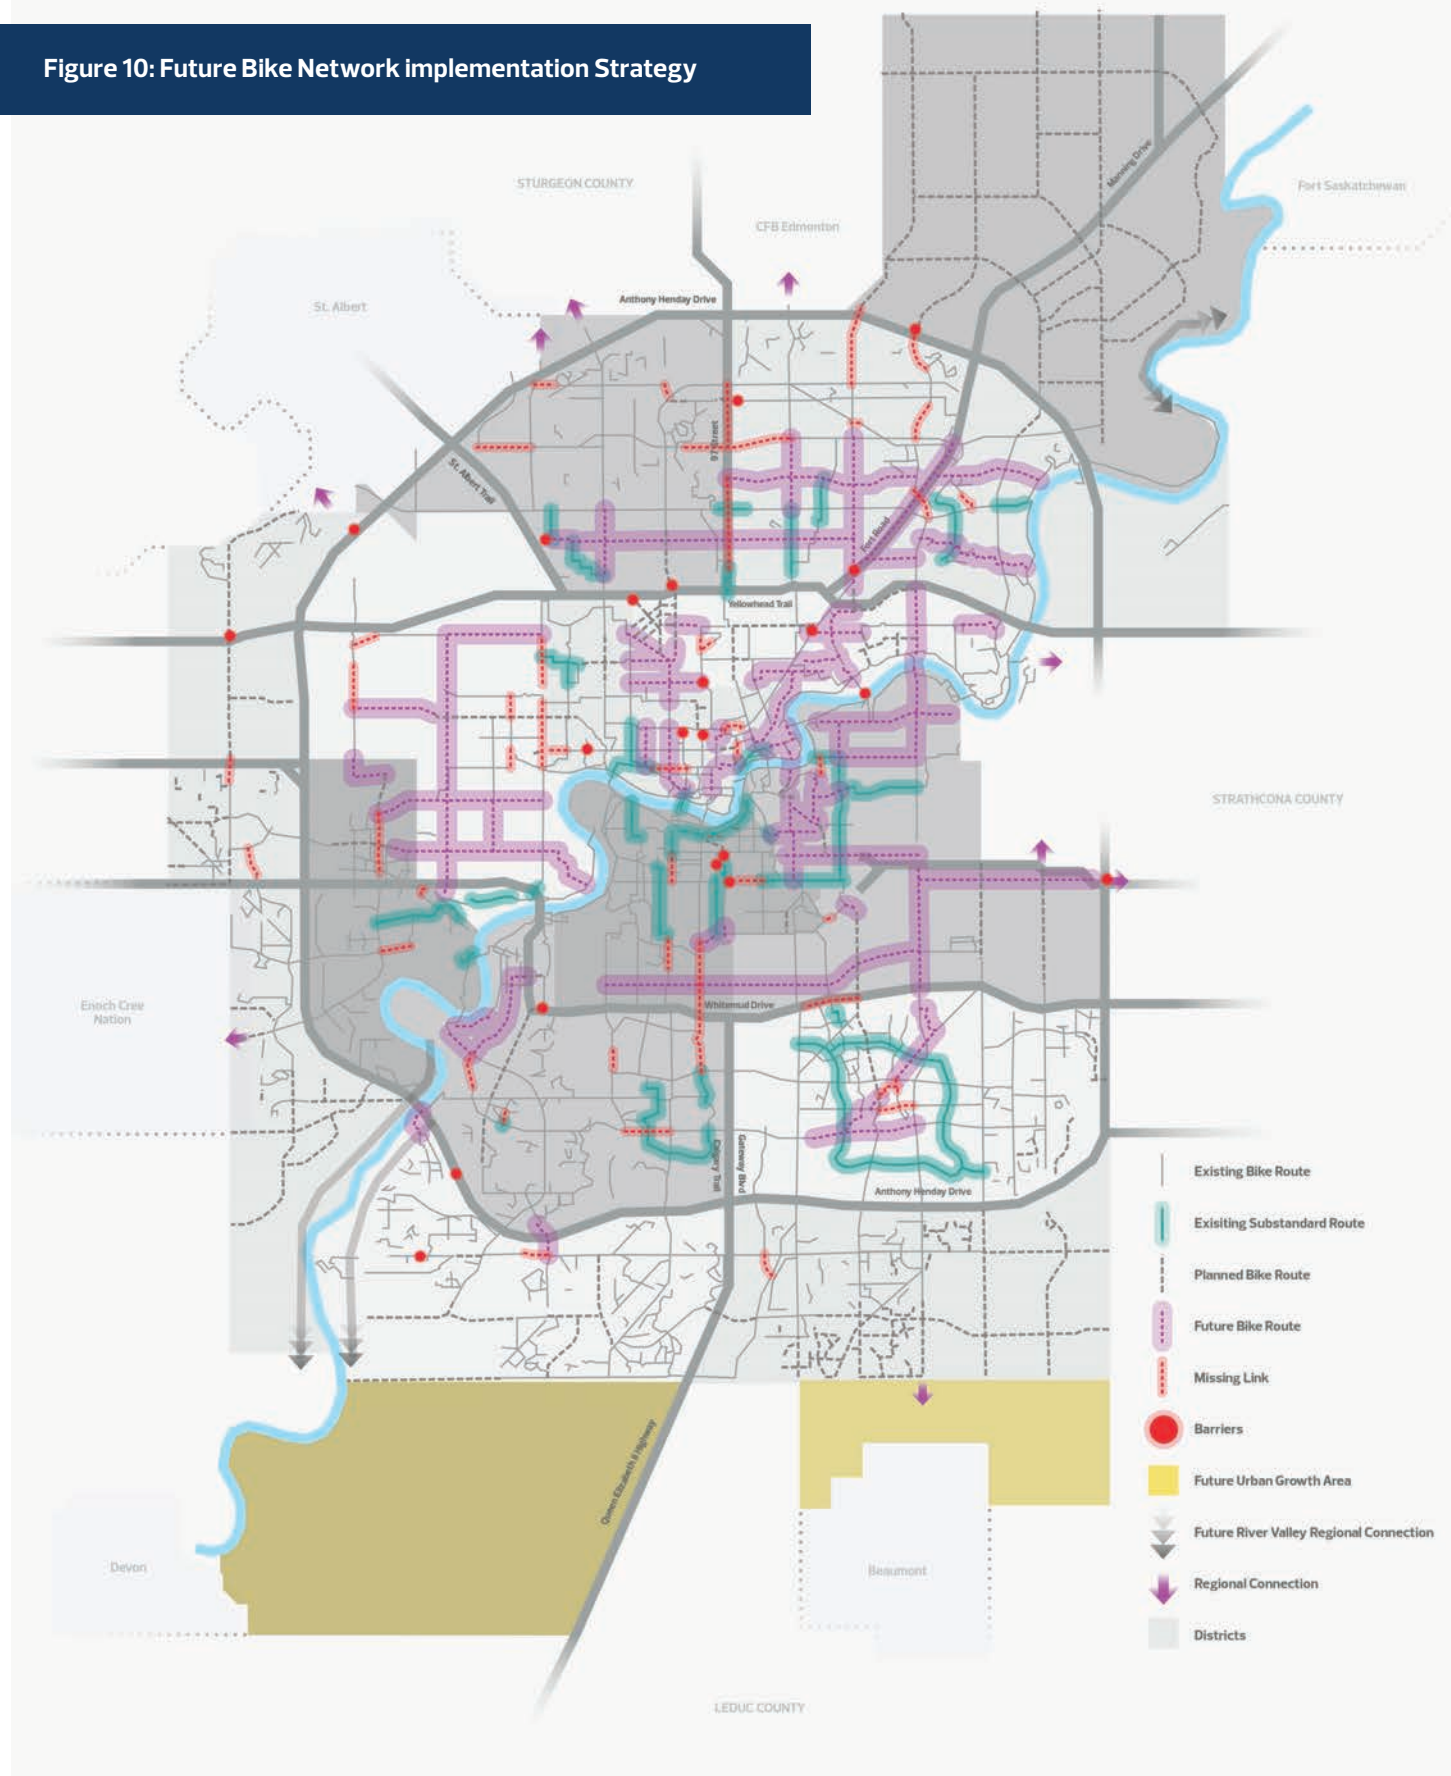 Figure 10: Future Bike Network implementation Strategy
STURGEON COUNTY
Fort Saskatchewan
Manning Drive
CFB Edmonton
St. Albert
Anthony Henday Drive
97 Street
St. Albert Trail
Fort Road
Yellowhead Trail
STRATHCONA COUNTY
Enoch Cree
Nation
Whitemud Drive
Calgary Trail
Gateway Blvd
Anthony Henday Drive
Queen Elizabeth II Highway
Devon
Beaumont
LEDUC COUNTY
Existing Bike Route
Exisiting Substandard Route
Planned Bike Route
Future Bike Route
Missing Link
Barriers
Future Urban Growth Area
Future River Valley Regional Connection
Regional Connection
Districts